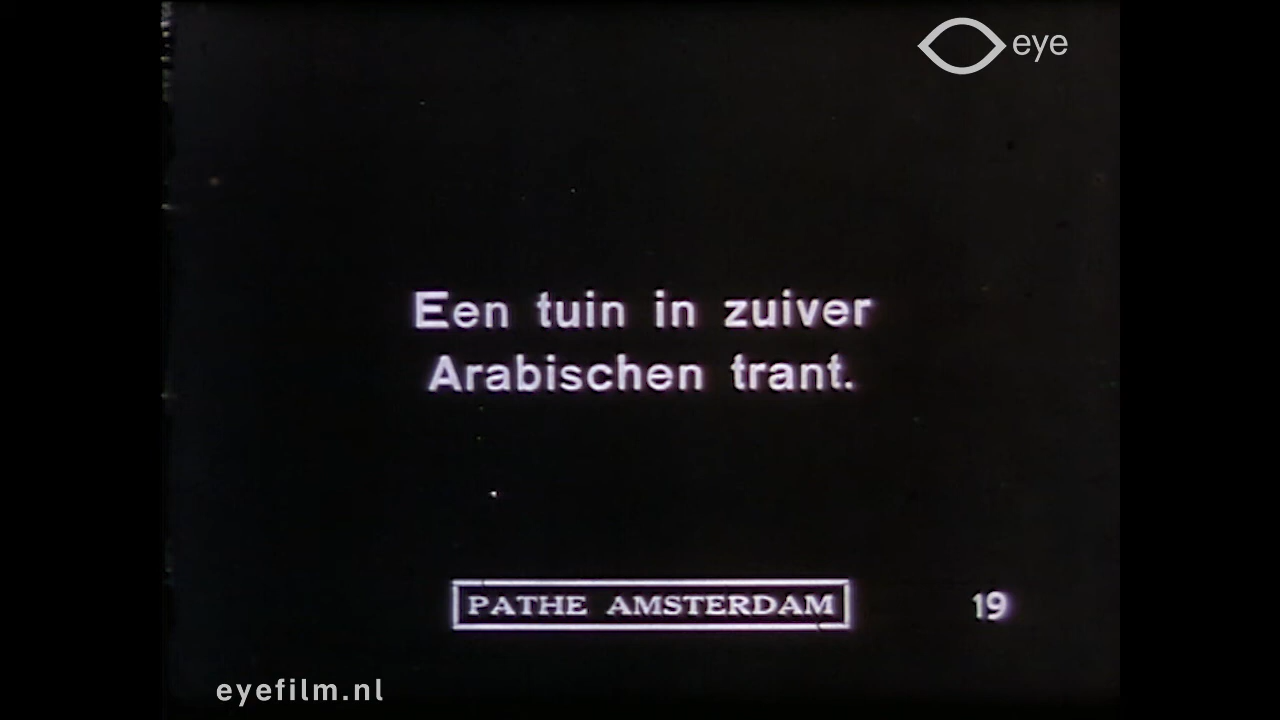 eye
Een tuin in zuiver
Arabischen trant.
PATHE AMSTERDAM
19
eyefilm.nl